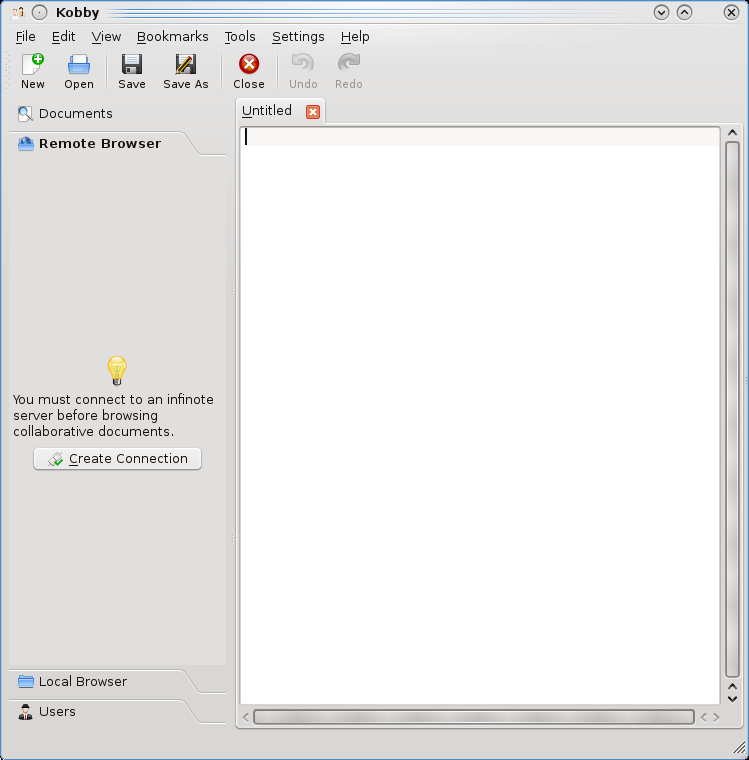 Kobby
File Edit View Bookmarks Tools Settings Help
New Open Save Save As Close Undo Redo
Documents
Untitled
Remote Browser
You must connect to an infinote
server before browsing
collaborative documents.
Create Connection
Local Browser
Users